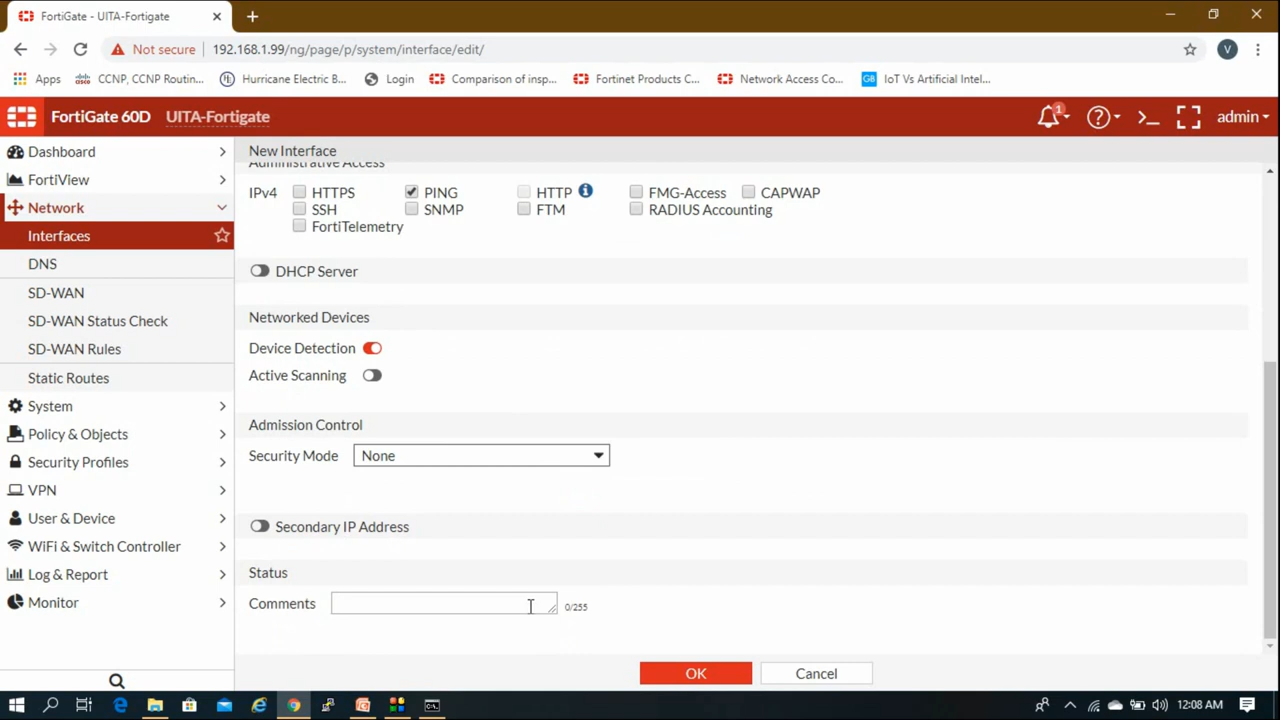 FortiGate - UITA-Fortigate
Not secure
192.168.1.99/ng/page/p/system/interface/edit/
V
Apps
CCNP, CCNP Routin...
Hurricane Electric B...
Login
Comparison of insp...
Fortinet Products C...
Network Access Co...
GB
IoT Vs Artificial Intel...
FortiGate 60D
UITA-Fortigate
1
admin
Dashboard
FortiView
Network
Interfaces
DNS
SD-WAN
SD-WAN Status Check
SD-WAN Rules
Static Routes
System
Policy & Objects
Security Profiles
VPN
User & Device
WiFi & Switch Controller
Log & Report
Monitor
New Interface
Administrative Access
IPv4 HTTPS PING HTTP FMG-Access CAPWAP
SSH SNMP FTM RADIUS Accounting
FortiTelemetry
DHCP Server
Networked Devices
Device Detection
Active Scanning
Admission Control
Security Mode None
Secondary IP Address
Status
Comments 0/255
OK Cancel
12:08 AM